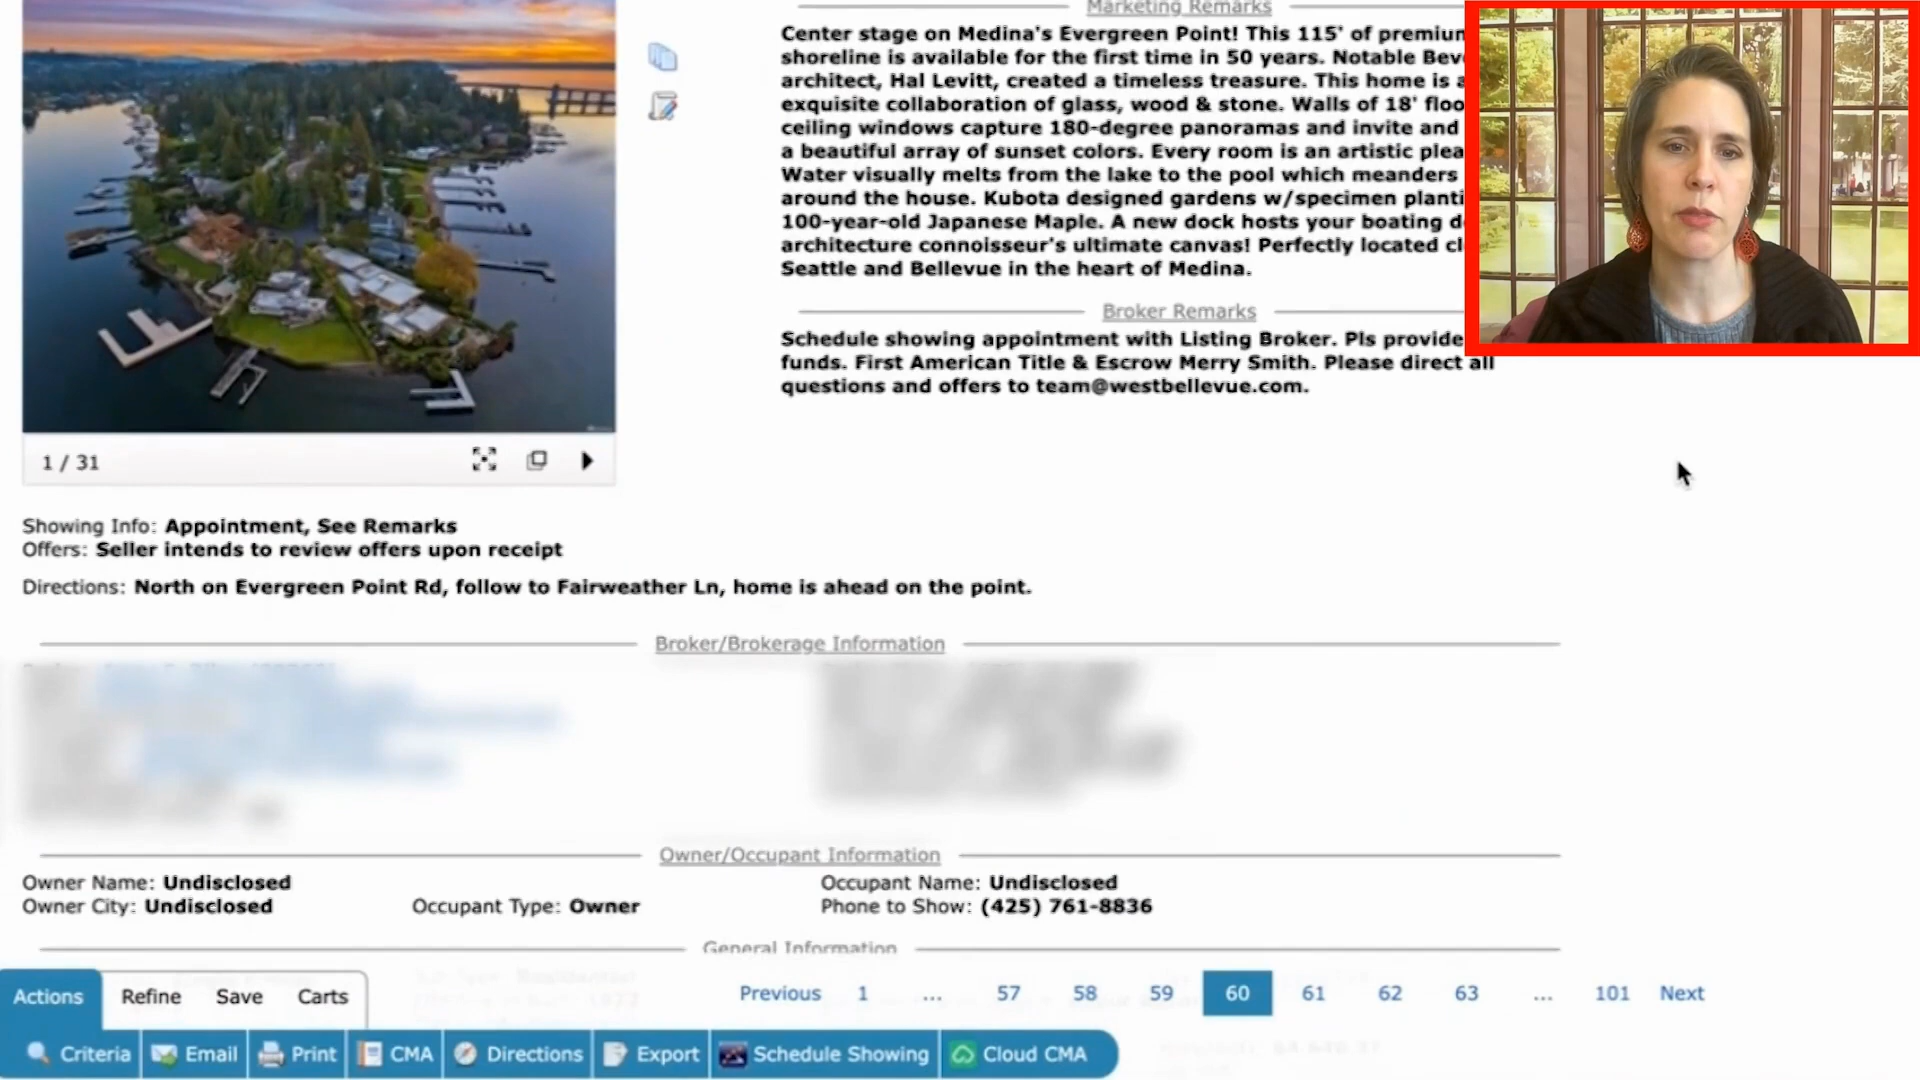 Marketing Remarks
Center stage on Medina's Evergreen Point! This 115' of premium
shoreline is available for the first time in 50 years. Notable
architect, Hal Levitt, created a timeless treasure. This home is
exquisite collaboration of glass, wood & stone. Walls of 18'
ceiling windows capture 180-degree panoramas and invite and
a beautiful array of sunset colors. Every room is an artistic
Water visually melts from the lake to the pool which meanders
around the house. Kubota designed gardens w/specimen
100-year-old Japanese Maple. A new dock hosts your boating
architecture connoisseur's ultimate canvas! Perfectly located
Seattle and Bellevue in the heart of Medina.
Broker Remarks
Schedule showing appointment with Listing Broker. Pls provide
funds. First American Title & Escrow Merry Smith. Please direct all
questions and offers to team@westbellevue.com.
1 / 31
Showing Info: Appointment, See Remarks
Offers: Seller intends to review offers upon receipt
Directions: North on Evergreen Point Rd, follow to Fairweather Ln, home is ahead on the point.
Broker/Brokerage Information
Owner/Occupant Information
Owner Name: Undisclosed Occupant Name: Undisclosed
Owner City: Undisclosed Occupant Type: Owner Phone to Show: (425) 761-8836
General Information
Actions Refine Save Carts Previous 1 ... 57 58 59 60 61 62 63 ... 101 Next
Criteria Email Print CMA Directions Export Schedule Showing Cloud CMA